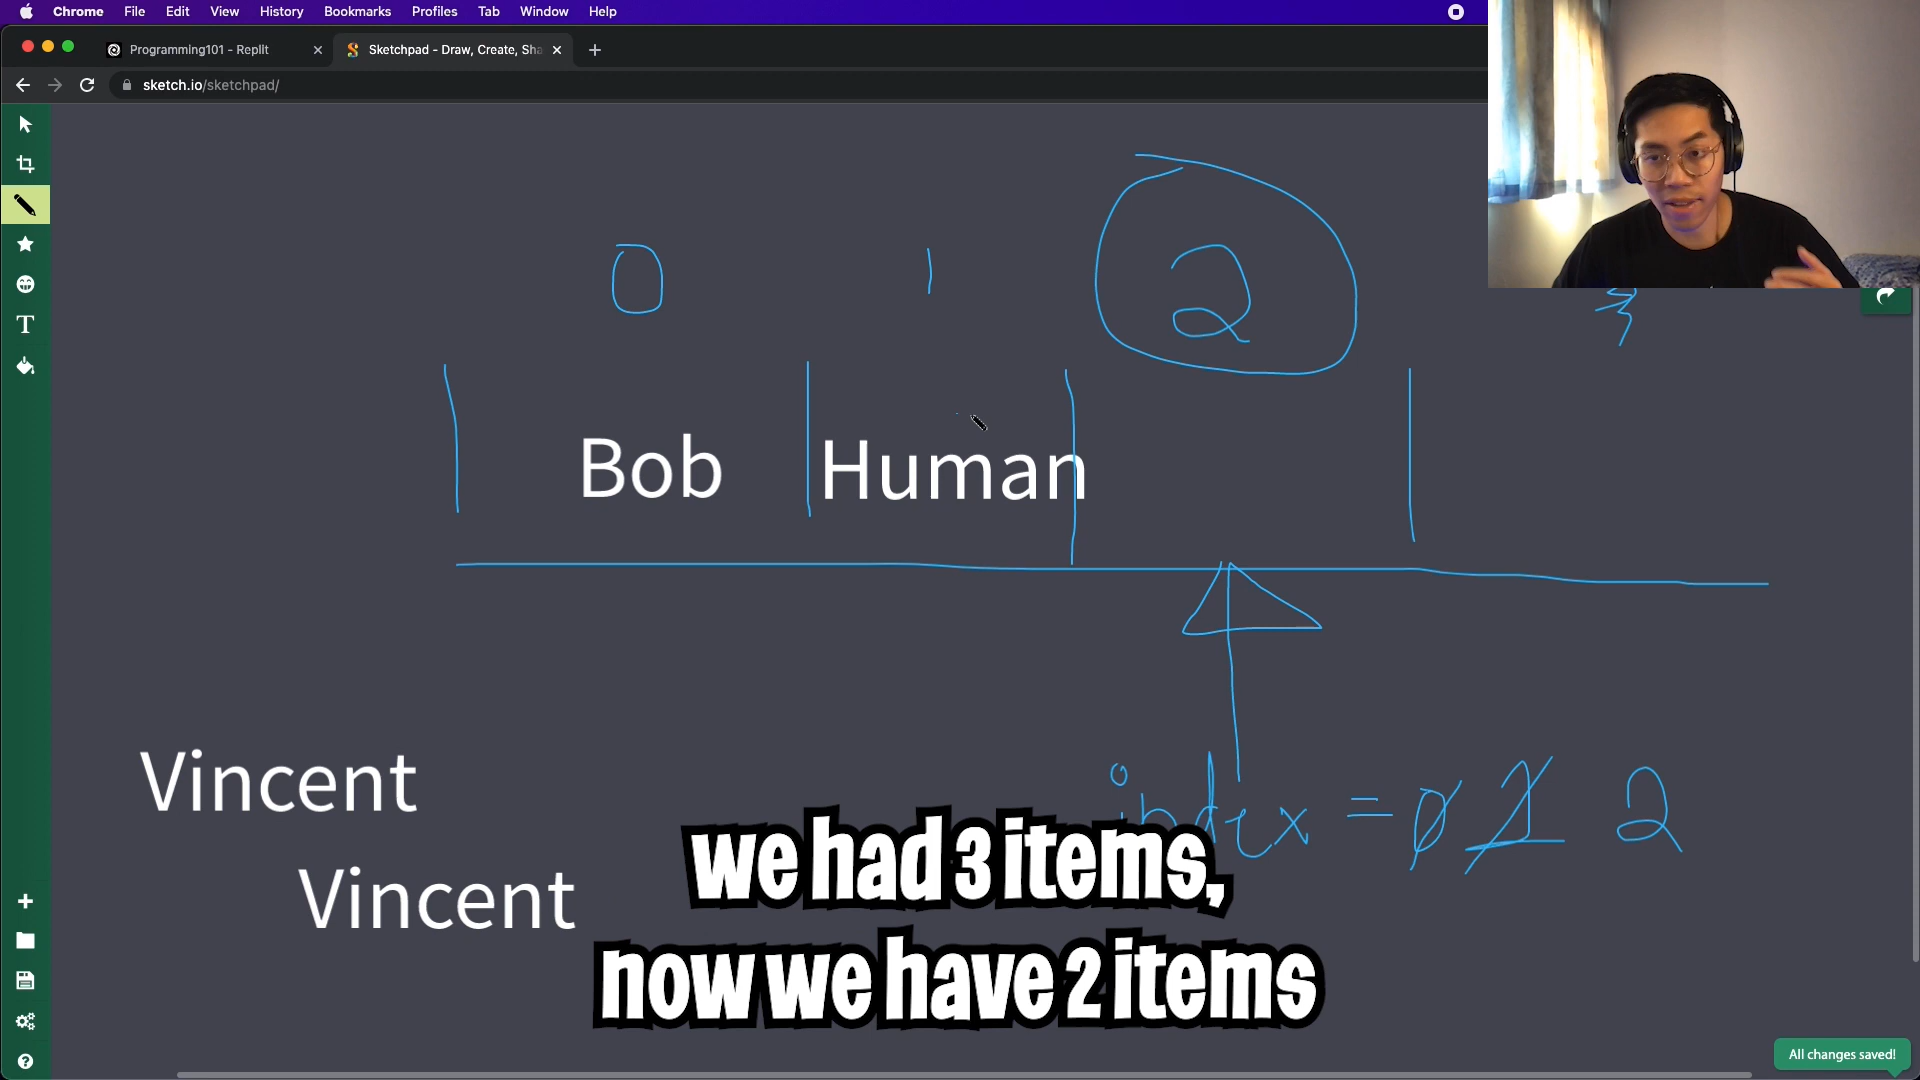 Chrome File Edit View History Bookmarks Profiles Tab Window Help
Programming101 - Replit
Sketchpad - Draw, Create, Sha
sketch.io/sketchpad/
0 1 2 3
Bob Human
T
Vincent
index = 0 1 2
Vincent
we had 3 items,
now we have 2 items
All changes saved!